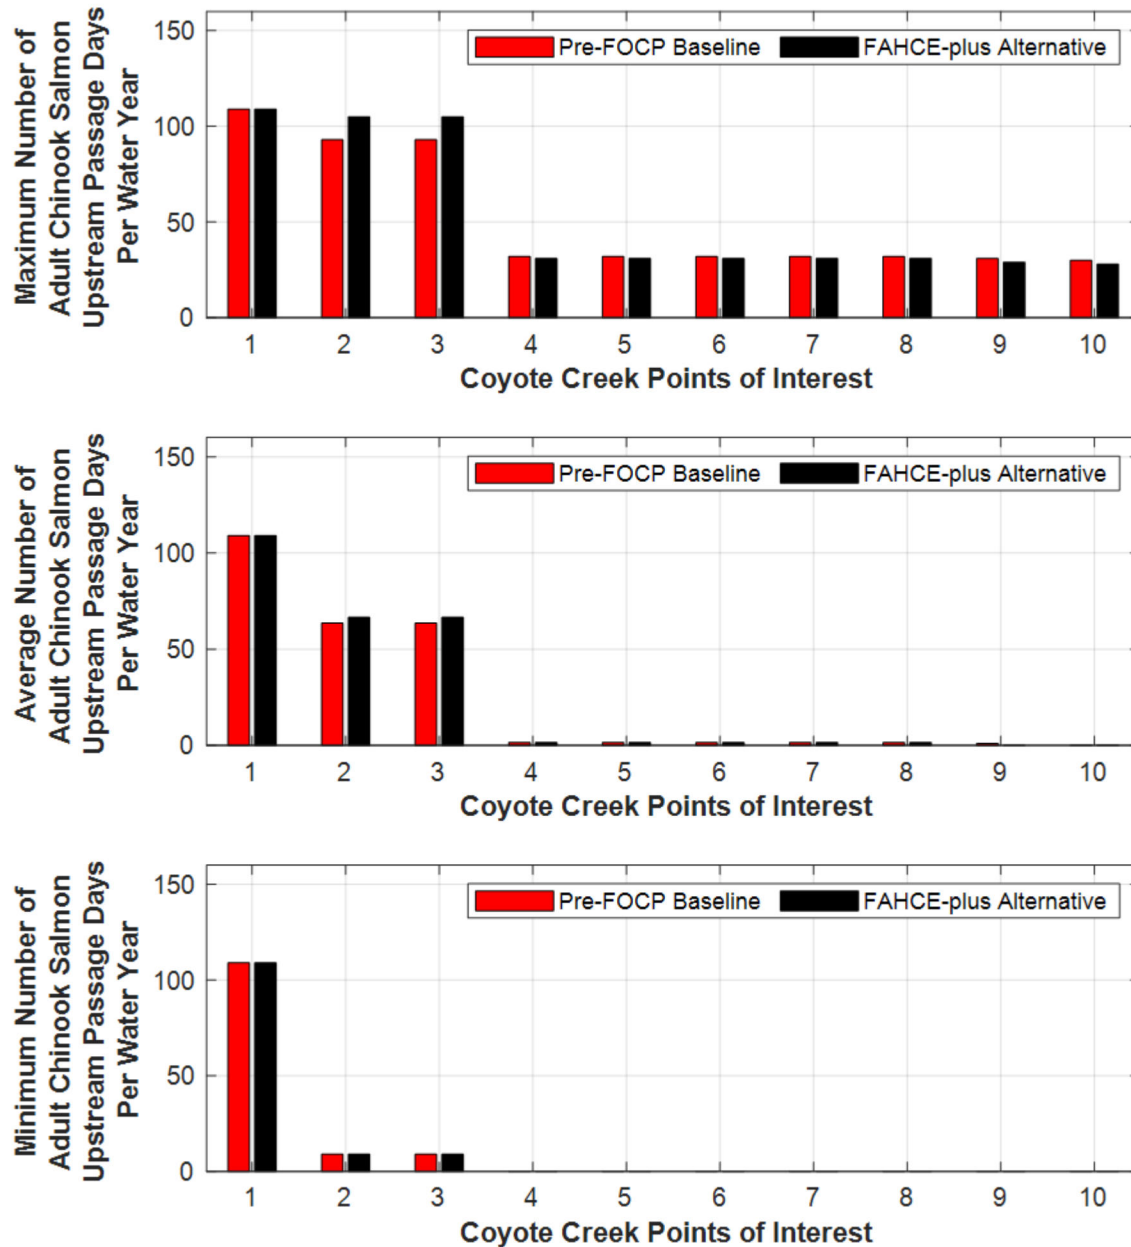 Maximum Number of
Adult Chinook Salmon
Upstream Passage Days
Per Water Year
150
100
50
0
Pre-FOCP Baseline FAHCE-plus Alternative
1 2 3 4 5 6 7 8 9 10
Coyote Creek Points of Interest
Average Number of
Adult Chinook Salmon
Upstream Passage Days
Per Water Year
150
100
50
0
Pre-FOCP Baseline FAHCE-plus Alternative
1 2 3 4 5 6 7 8 9 10
Coyote Creek Points of Interest
Minimum Number of
Adult Chinook Salmon
Upstream Passage Days
Per Water Year
150
100
50
0
Pre-FOCP Baseline FAHCE-plus Alternative
1 2 3 4 5 6 7 8 9 10
Coyote Creek Points of Interest